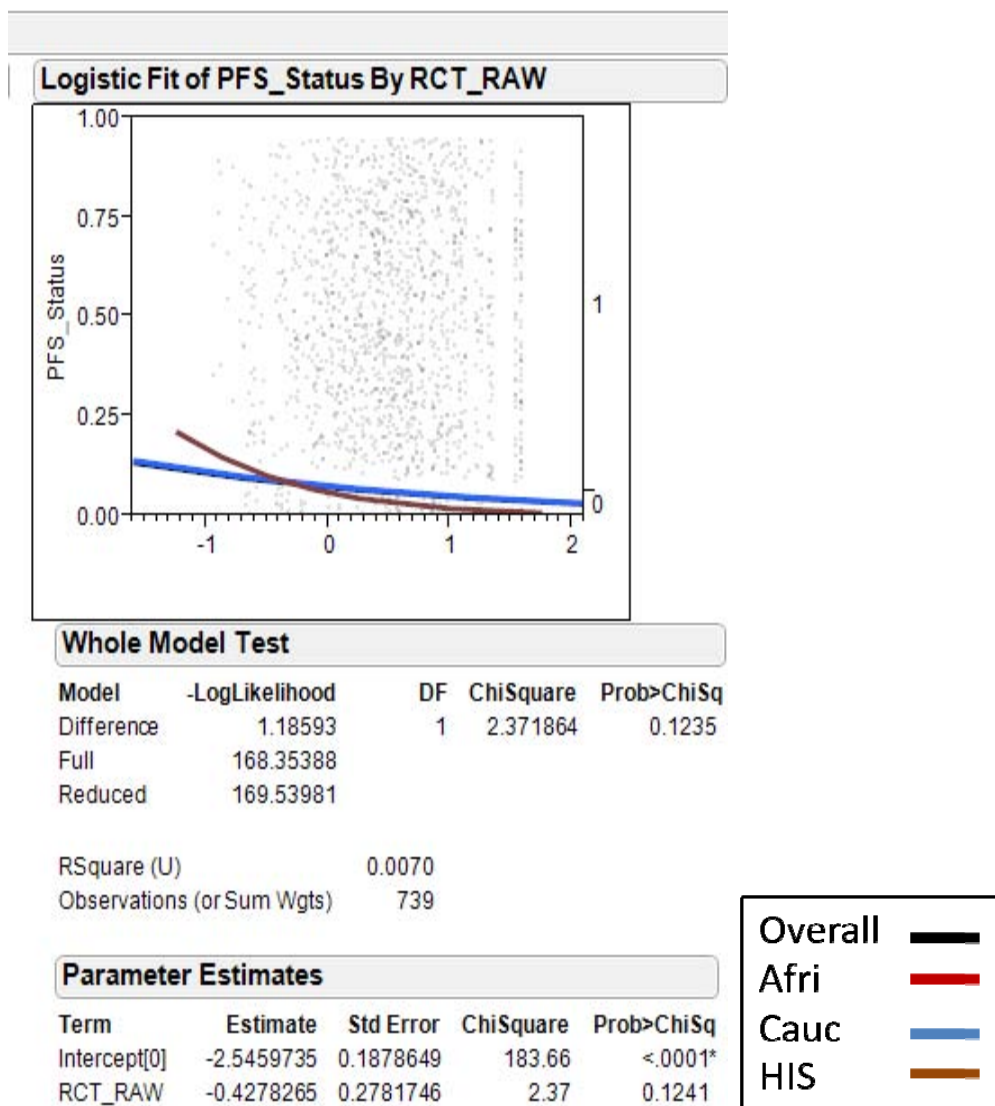 Logistic Fit of PFS_Status By RCT_RAW
1.00
0.75
0.50
0.25
0.00
PFS_Status
1
0
-1 0 1 2
Whole Model Test
Model -LogLikelihood DF ChiSquare Prob>ChiSq
Difference 1.18593 1 2.371864 0.1235
Full 168.35388
Reduced 169.53981
RSquare (U) 0.0070
Observations (or Sum Wgts) 739
Parameter Estimates
Term Estimate Std Error ChiSquare Prob>ChiSq
Intercept[0] -2.5459735 0.1878649 183.66 <.0001*
RCT_RAW -0.4278265 0.2781746 2.37 0.1241
Overall
Afri
Cauc
HIS